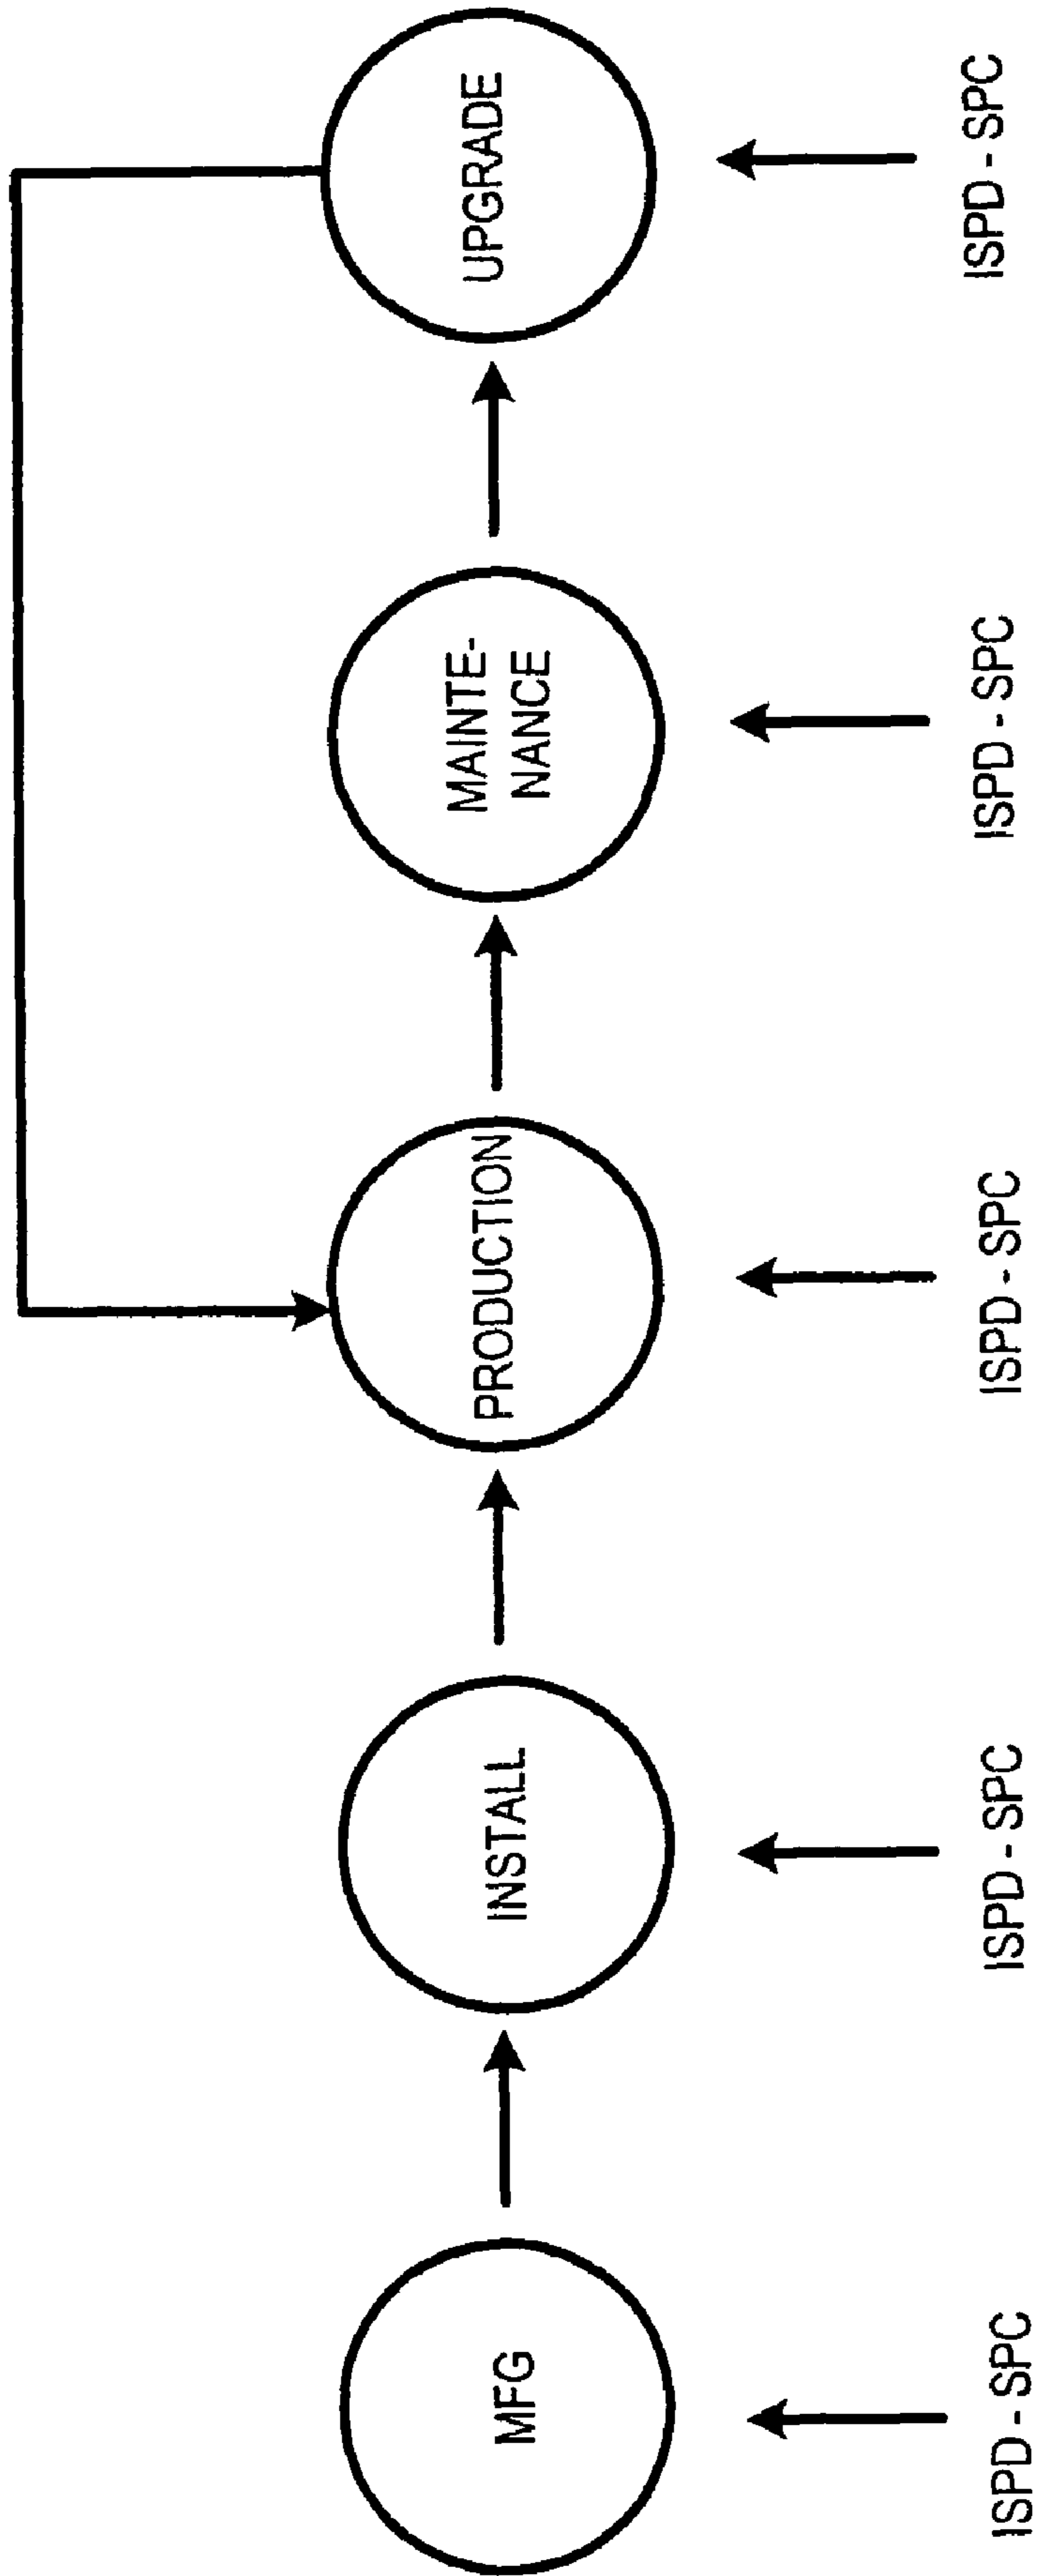 MFG
INSTALL
PRODUCTION
MAINTE-
NANCE
UPGRADE
ISPD - SPC
ISPD - SPC
ISPD - SPC
ISPD - SPC
ISPD - SPC